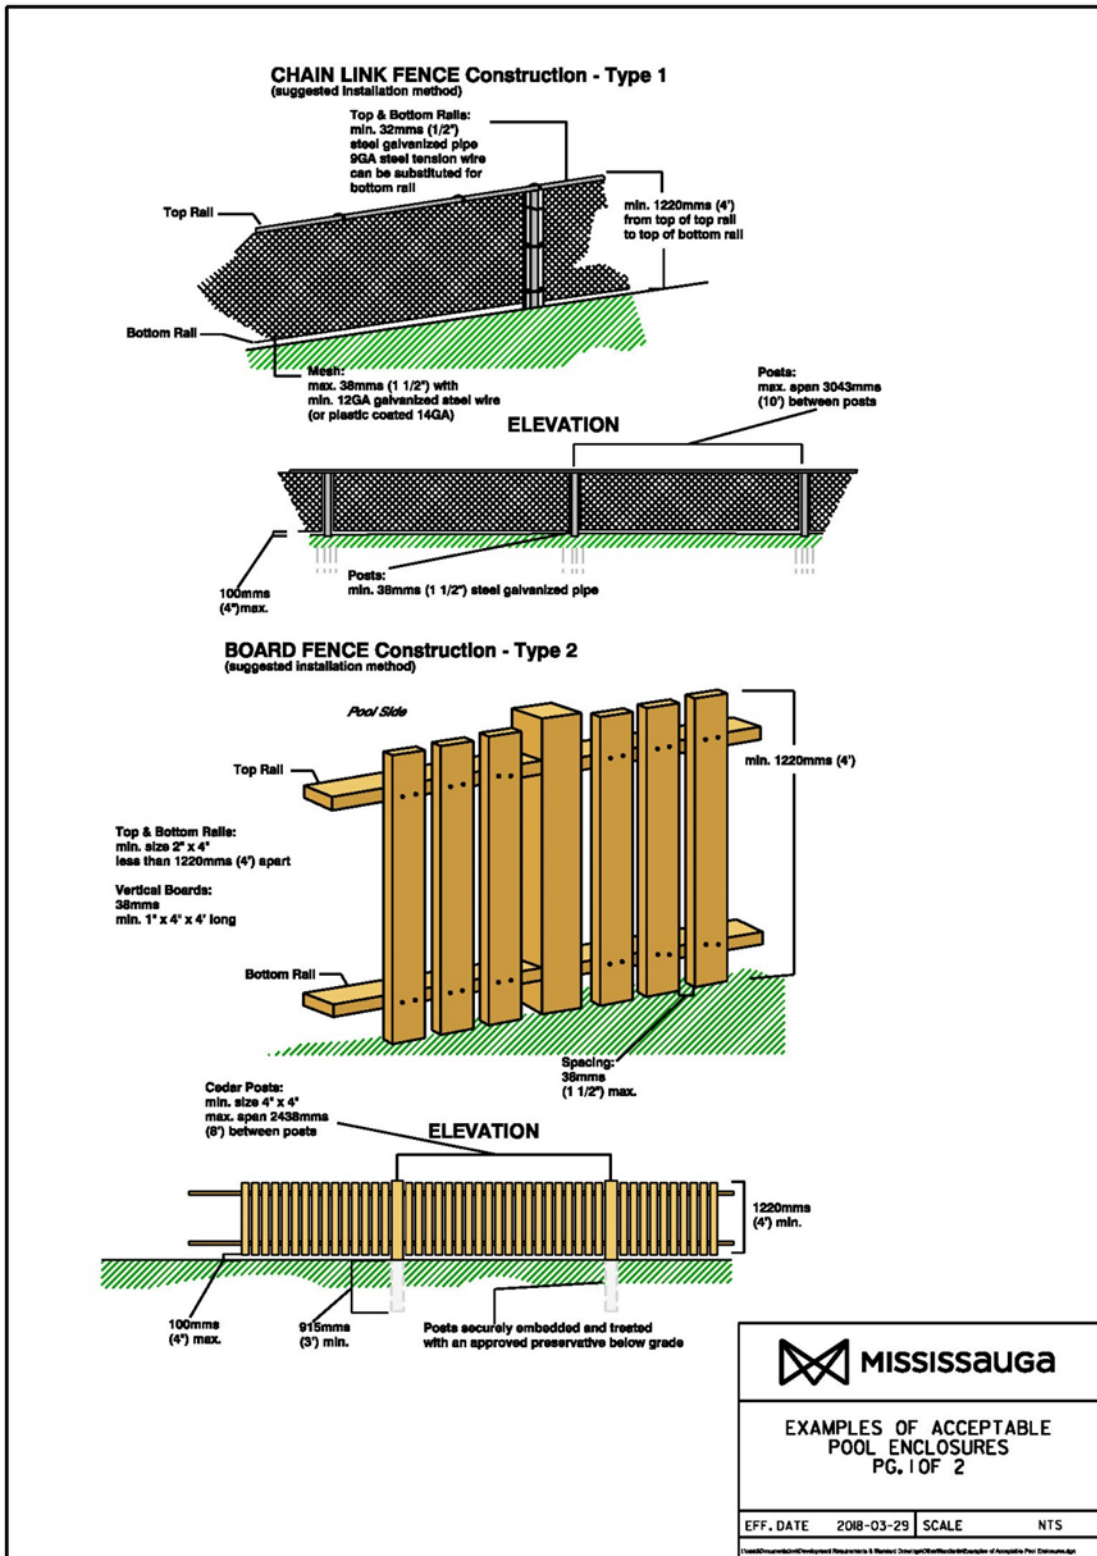 CHAIN LINK FENCE Construction - Type 1
(suggested installation method)
Top & Bottom Rails:
min. 32mms (1/2")
steel galvanized pipe
9GA steel tension wire
can be substituted for
bottom rail
Top Rail
min. 1220mms (4')
from top of top rail
to top of bottom rail
Bottom Rail
Mesh:
max. 38mms (1 1/2") with
min. 12GA galvanized steel wire
(or plastic coated 14GA)
Posts:
max. span 3043mms
(10') between posts
ELEVATION
100mms
(4")max.
Posts:
min. 38mms (1 1/2") steel galvanized pipe
BOARD FENCE Construction - Type 2
(suggested installation method)
Pool Side
Top Rail
min. 1220mms (4')
Top & Bottom Rails:
min. size 2" x 4"
less than 1220mms (4') apart
Vertical Boards:
38mms
min. 1" x 4" x 4' long
Bottom Rail
Spacing:
38mms
(1 1/2") max.
Cedar Posts:
min. size 4" x 4"
max. span 2438mms
(8') between posts
ELEVATION
1220mms
(4') min.
100mms
(4") max.
915mms
(3') min.
Posts securely embedded and treated
with an approved preservative below grade
MISSISSAUGA
EXAMPLES OF ACCEPTABLE
POOL ENCLOSURES
PG. 1 OF 2
EFF. DATE 2018-03-29 SCALE NTS